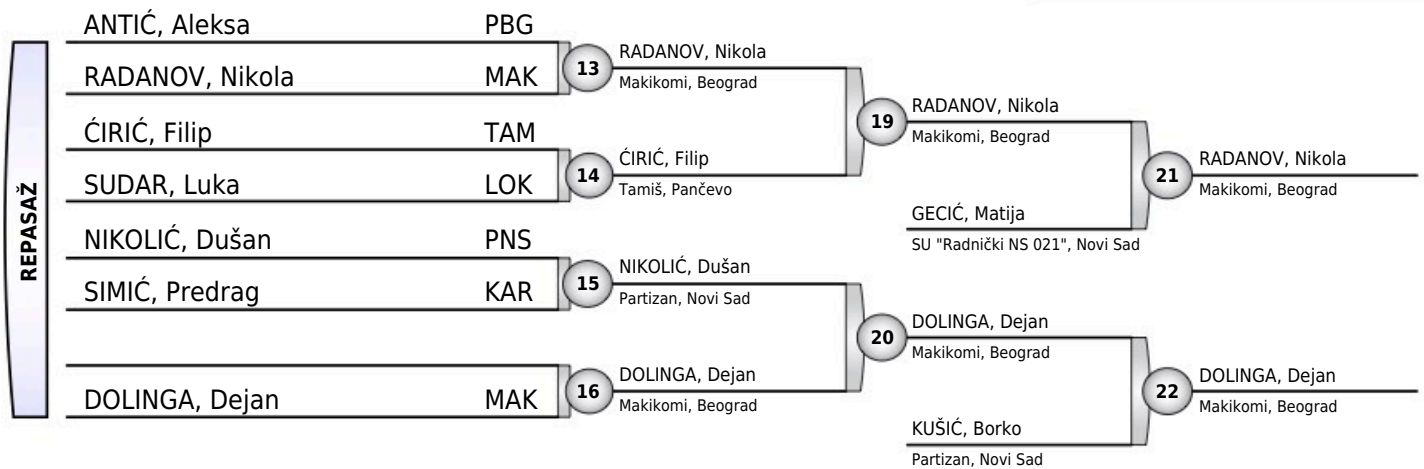 REPASAŽ
ANTIĆ, Aleksa PBG
RADANOV, Nikola MAK
ĆIRIĆ, Filip TAM
SUDAR, Luka LOK
NIKOLIĆ, Dušan PNS
SIMIĆ, Predrag KAR
DOLINGA, Dejan MAK
13
RADANOV, Nikola
Makikomi, Beograd
14
ĆIRIĆ, Filip
Tamiš, Pančevo
15
NIKOLIĆ, Dušan
Partizan, Novi Sad
16
DOLINGA, Dejan
Makikomi, Beograd
19
RADANOV, Nikola
Makikomi, Beograd
GECIĆ, Matija
SU "Radnički NS 021", Novi Sad
20
DOLINGA, Dejan
Makikomi, Beograd
KUŠIĆ, Borko
Partizan, Novi Sad
21
RADANOV, Nikola
Makikomi, Beograd
22
DOLINGA, Dejan
Makikomi, Beograd